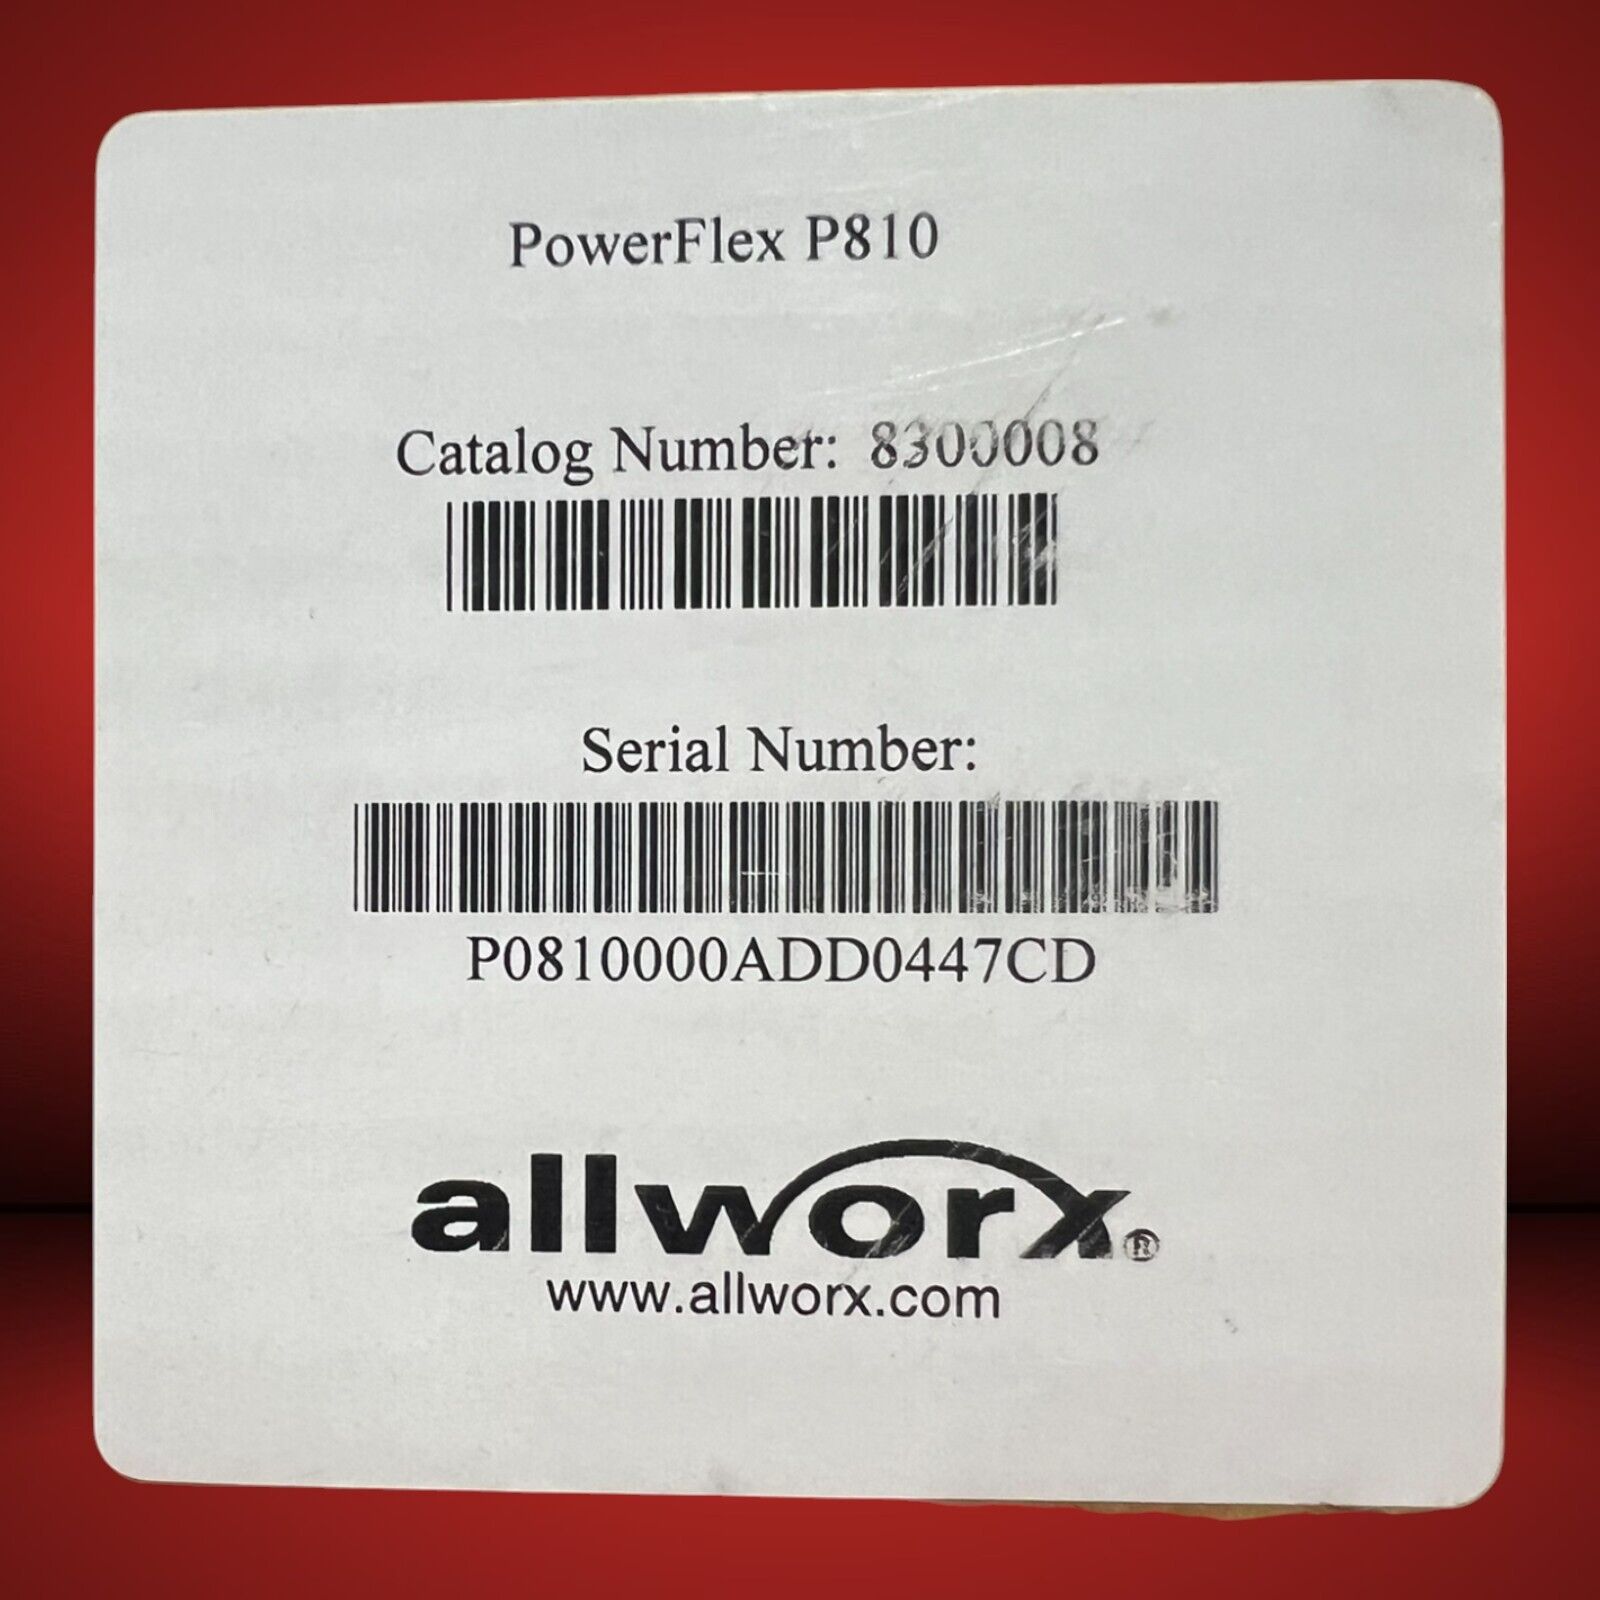 PowerFlex P810
Catalog Number: 8300008
Serial Number:
P0810000ADD0447CD
allworx®
www.allworx.com